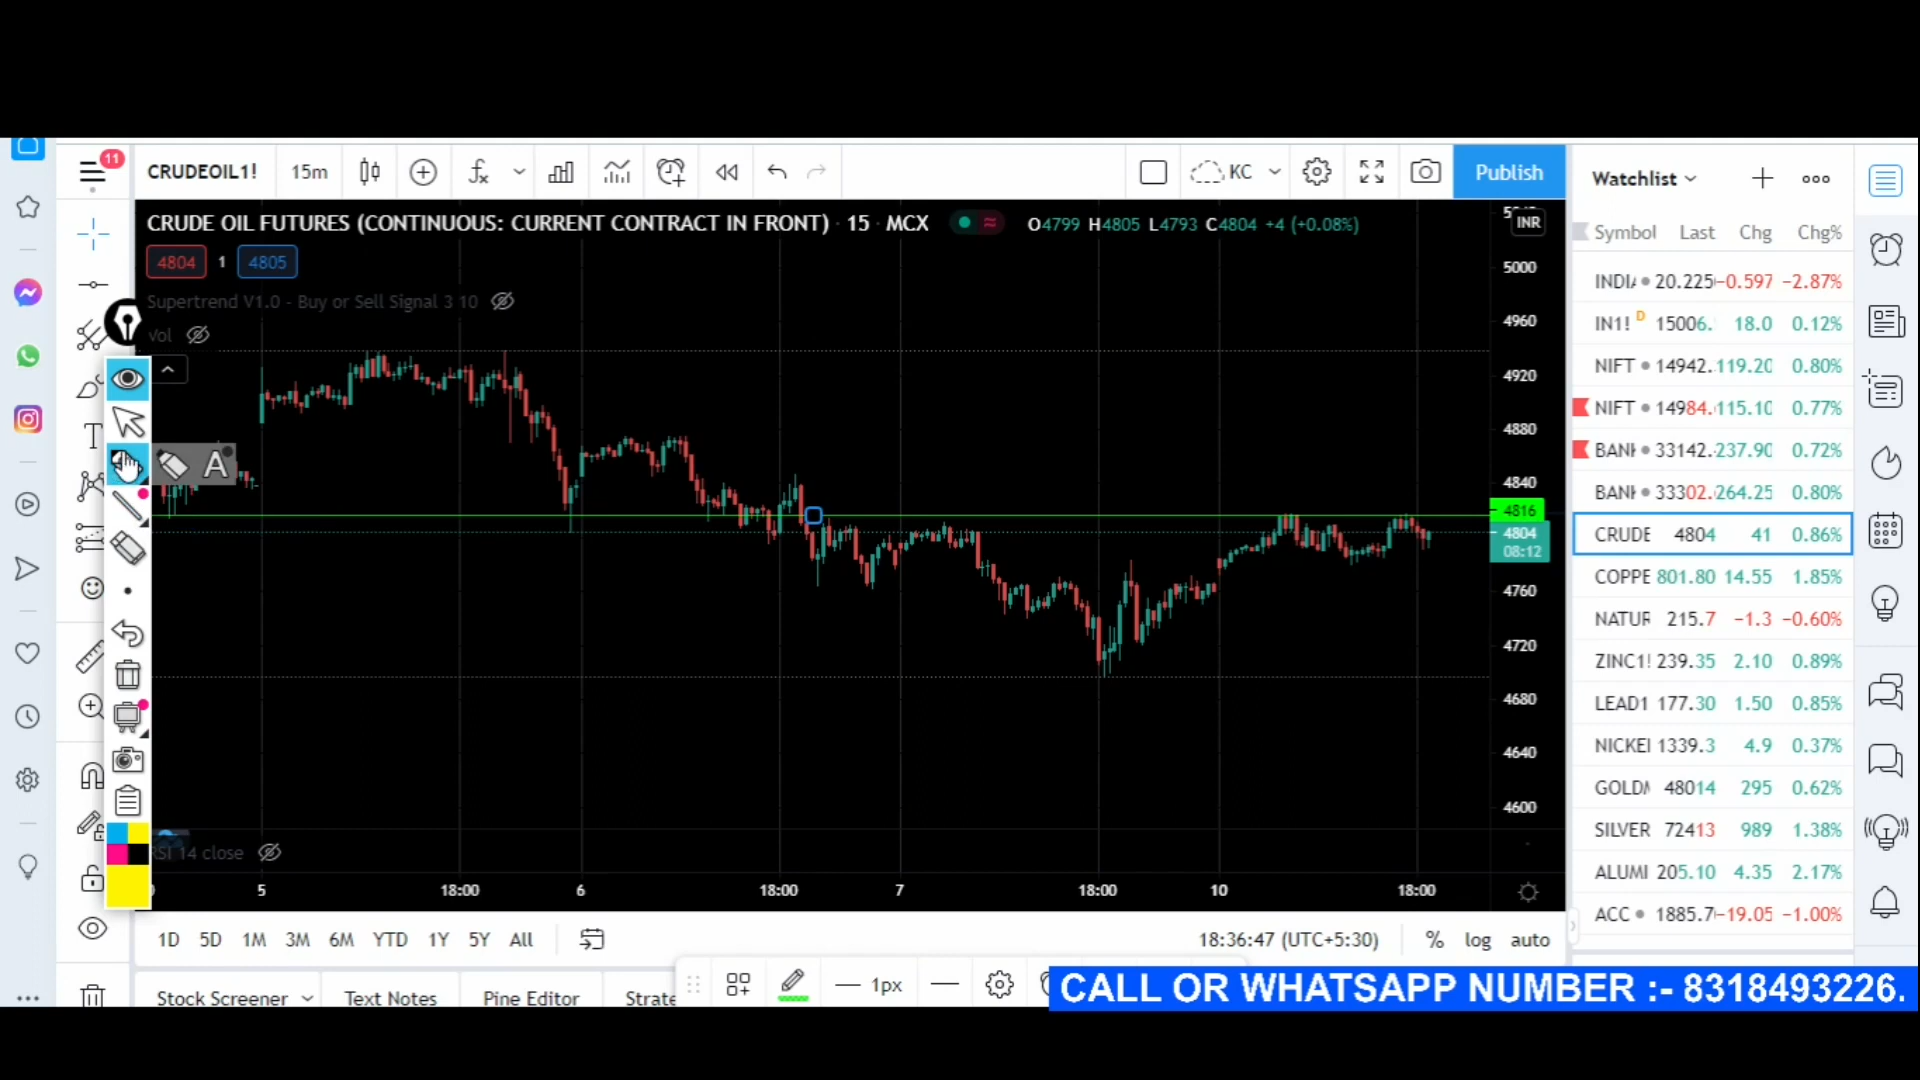 11
CRUDEOIL1! 15m KC Publish
Watchlist
CRUDE OIL FUTURES (CONTINUOUS: CURRENT CONTRACT IN FRONT) · 15 · MCX O4799 H4805 L4793 C4804 +4 (+0.08%)
INR
Symbol Last Chg Chg%
4804 1 4805
Supertrend V1.0 - Buy or Sell Signal 3 10
Vol
A
T
5000
4960
4920
4880
4840
4816
4804
08:12
4760
4720
4680
4640
4600
INDIA 20.225 -0.597 -2.87%
IN1! D 15006. 18.0 0.12%
NIFT 14942. 119.20 0.80%
NIFT 14984. 115.10 0.77%
BANK 33142. 237.90 0.72%
BANK 33302. 264.25 0.80%
CRUDE 4804 41 0.86%
COPPE 801.80 14.55 1.85%
NATUR 215.7 -1.3 -0.60%
ZINC1! 239.35 2.10 0.89%
LEAD1 177.30 1.50 0.85%
NICKEL 1339.3 4.9 0.37%
GOLDM 48014 295 0.62%
SILVER 72413 989 1.38%
ALUMI 205.10 4.35 2.17%
ACC 1885.7 -19.05 -1.00%
RSI 14 close
5 18:00 6 18:00 7 18:00 10 18:00
1D 5D 1M 3M 6M YTD 1Y 5Y All 18:36:47 (UTC+5:30) % log auto
Stock Screener Text Notes Pine Editor Strate 1px
CALL OR WHATSAPP NUMBER :- 8318493226.